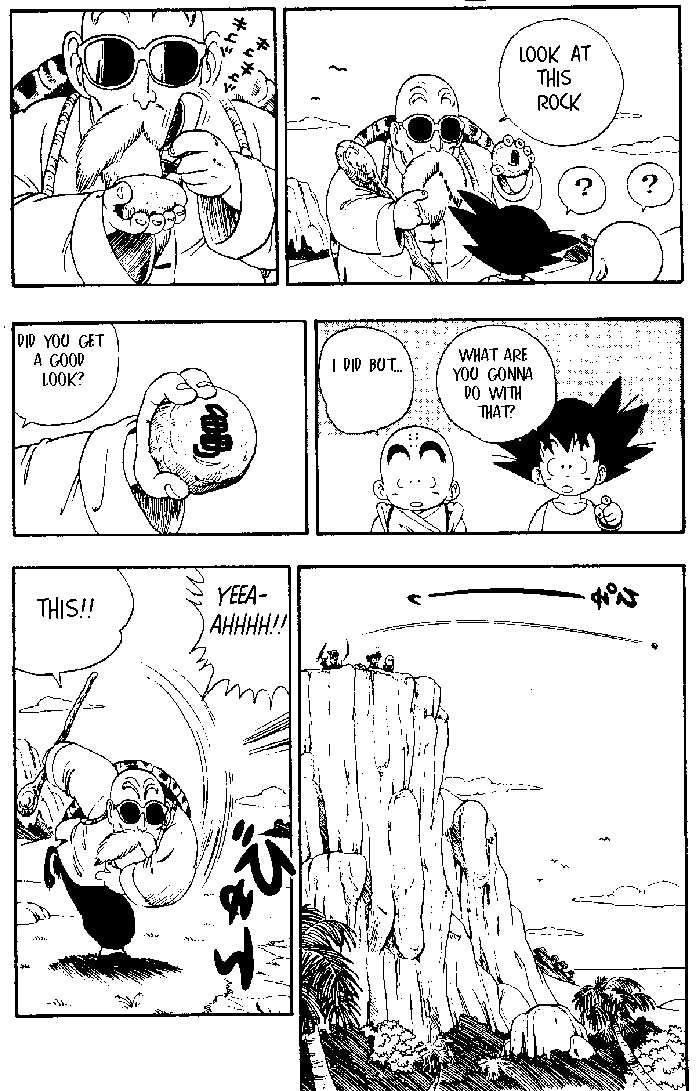 LOOK AT
THIS
ROCK
?
?
DID YOU GET
A GOOD
LOOK?
I DID BUT...
WHAT ARE
YOU GONNA
DO WITH
THAT?
THIS!!
YEEA-
AHHHH!!